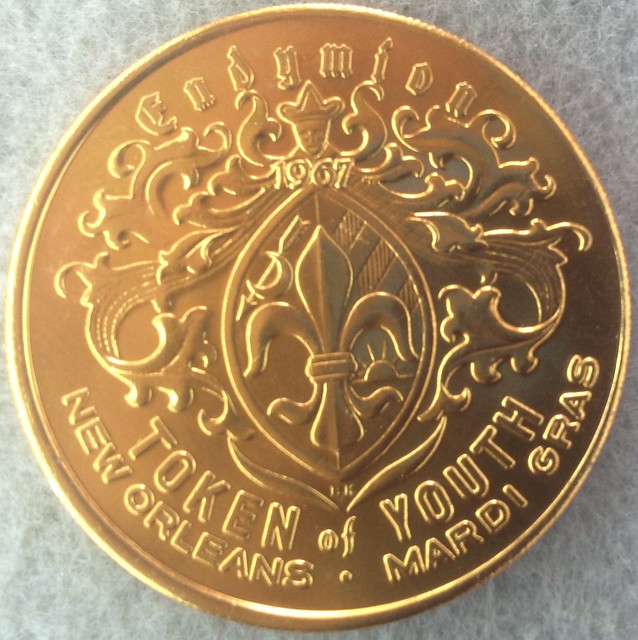 Endymion
1967
TOKEN of YOUTH
NEW ORLEANS • MARDI GRAS